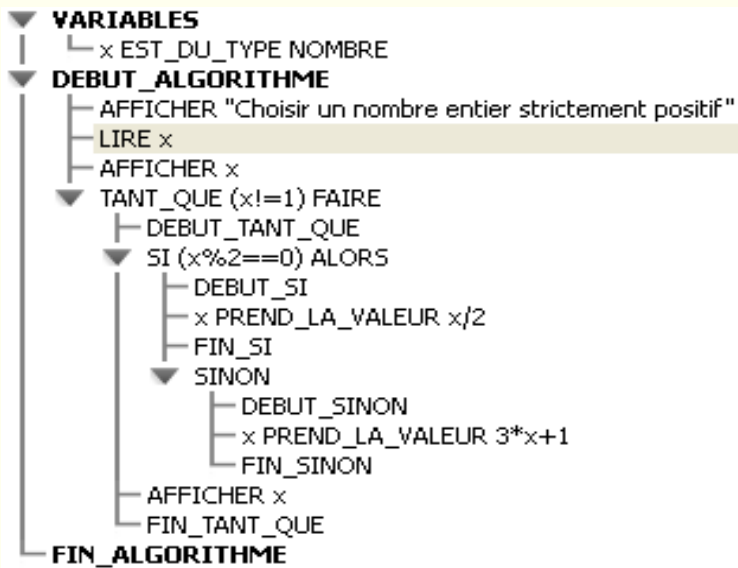 VARIABLES
x EST_DU_TYPE NOMBRE
DEBUT_ALGORITHME
AFFICHER "Choisir un nombre entier strictement positif"
LIRE x
AFFICHER x
TANT_QUE (x!=1) FAIRE
DEBUT_TANT_QUE
SI (x%2==0) ALORS
DEBUT_SI
x PREND_LA_VALEUR x/2
FIN_SI
SINON
DEBUT_SINON
x PREND_LA_VALEUR 3*x+1
FIN_SINON
AFFICHER x
FIN_TANT_QUE
FIN_ALGORITHME